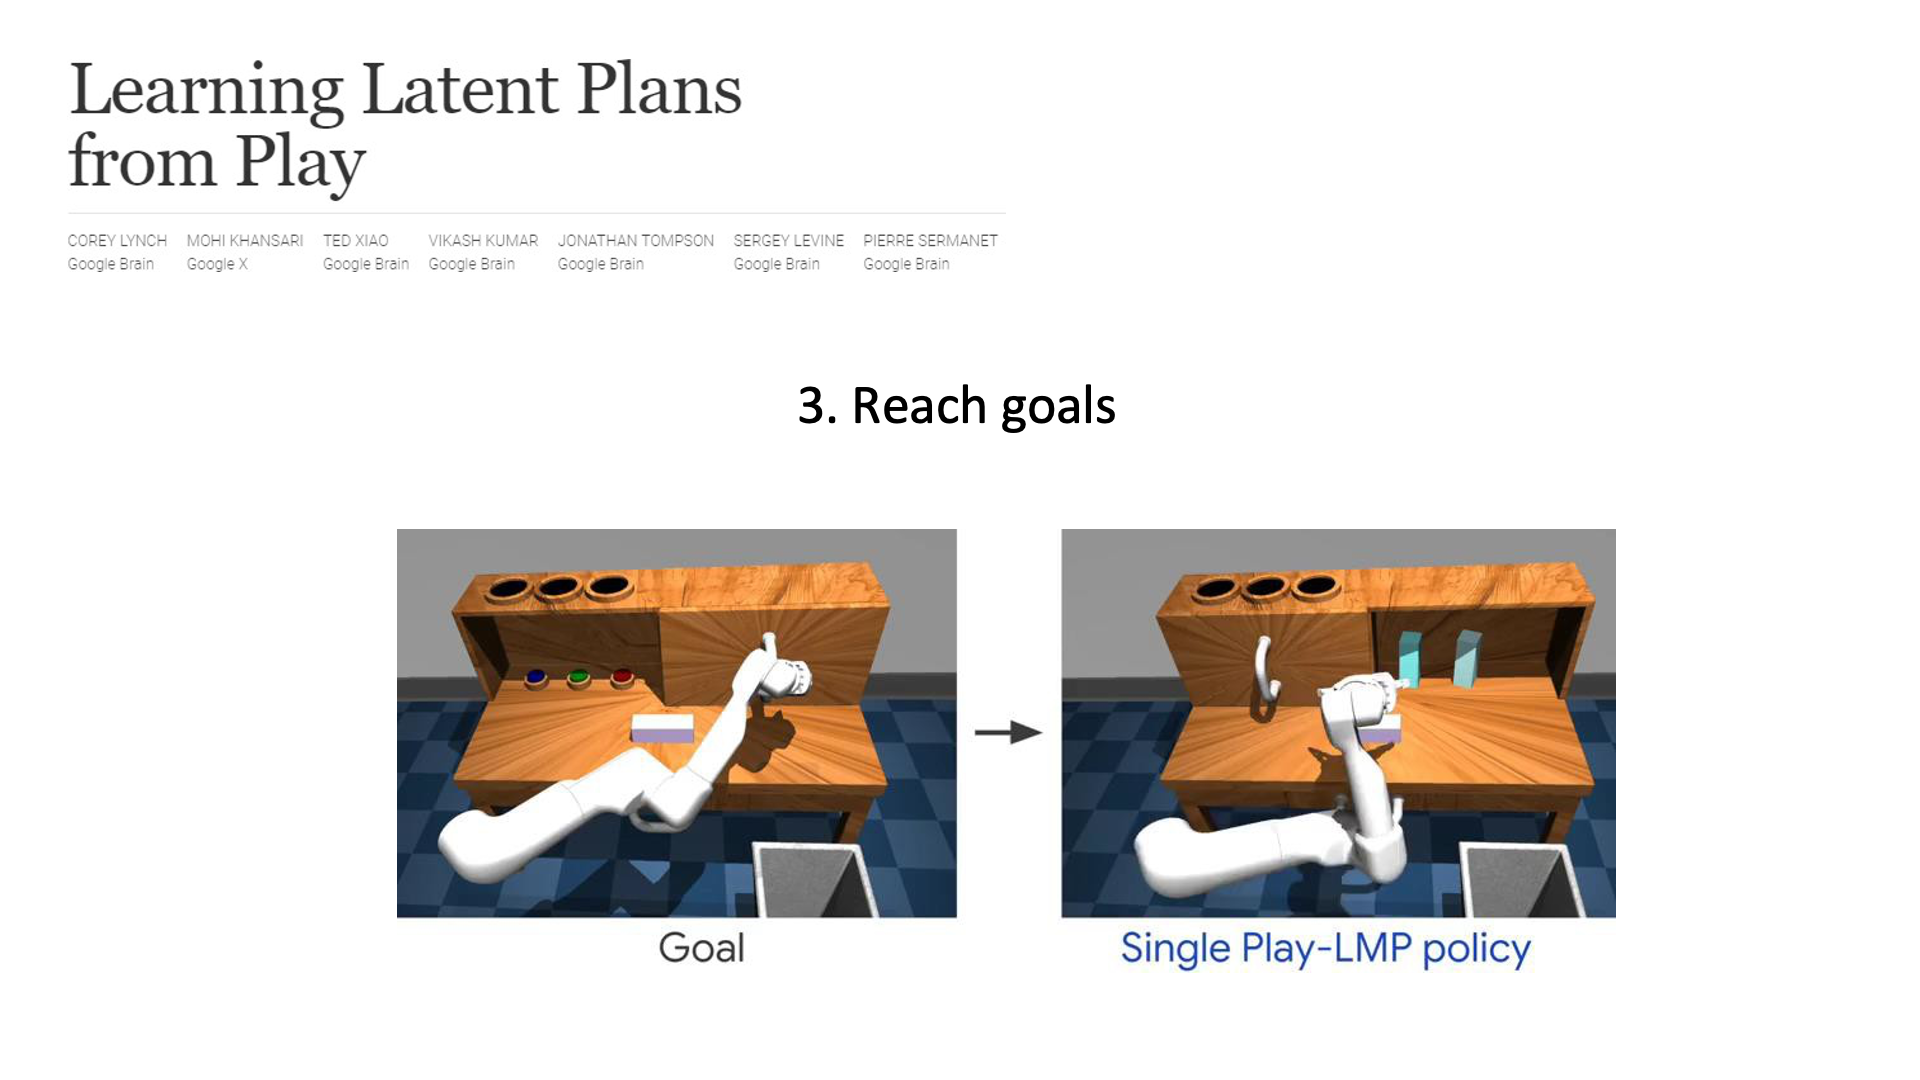 Learning Latent Plans
from Play
COREY LYNCH MOHI KHANSARI TED XIAO VIKASH KUMAR JONATHAN TOMPSON SERGEY LEVINE PIERRE SERMANET
Google Brain Google X Google Brain Google Brain Google Brain Google Brain Google Brain
3. Reach goals
Goal
Single Play-LMP policy